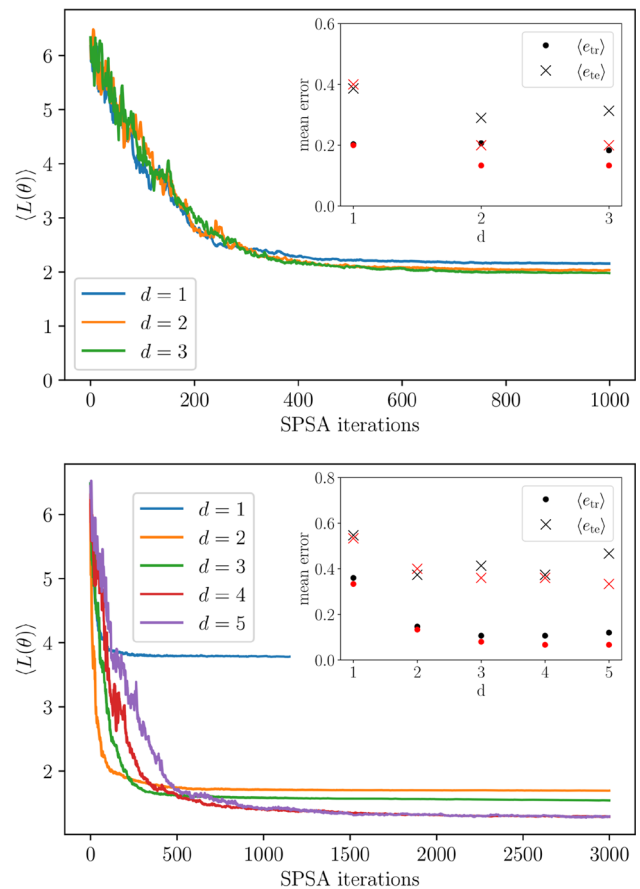 6
5
4
3
2
1
0
⟨L(θ)⟩
0 200 400 600 800 1000
SPSA iterations
d = 1
d = 2
d = 3
0.6
0.4
0.2
0.0
mean error
1 2 3
d
⟨e_tr⟩
⟨e_te⟩
6
5
4
3
2
⟨L(θ)⟩
0 500 1000 1500 2000 2500 3000
SPSA iterations
d = 1
d = 2
d = 3
d = 4
d = 5
0.8
0.6
0.4
0.2
0.0
mean error
1 2 3 4 5
d
⟨e_tr⟩
⟨e_te⟩